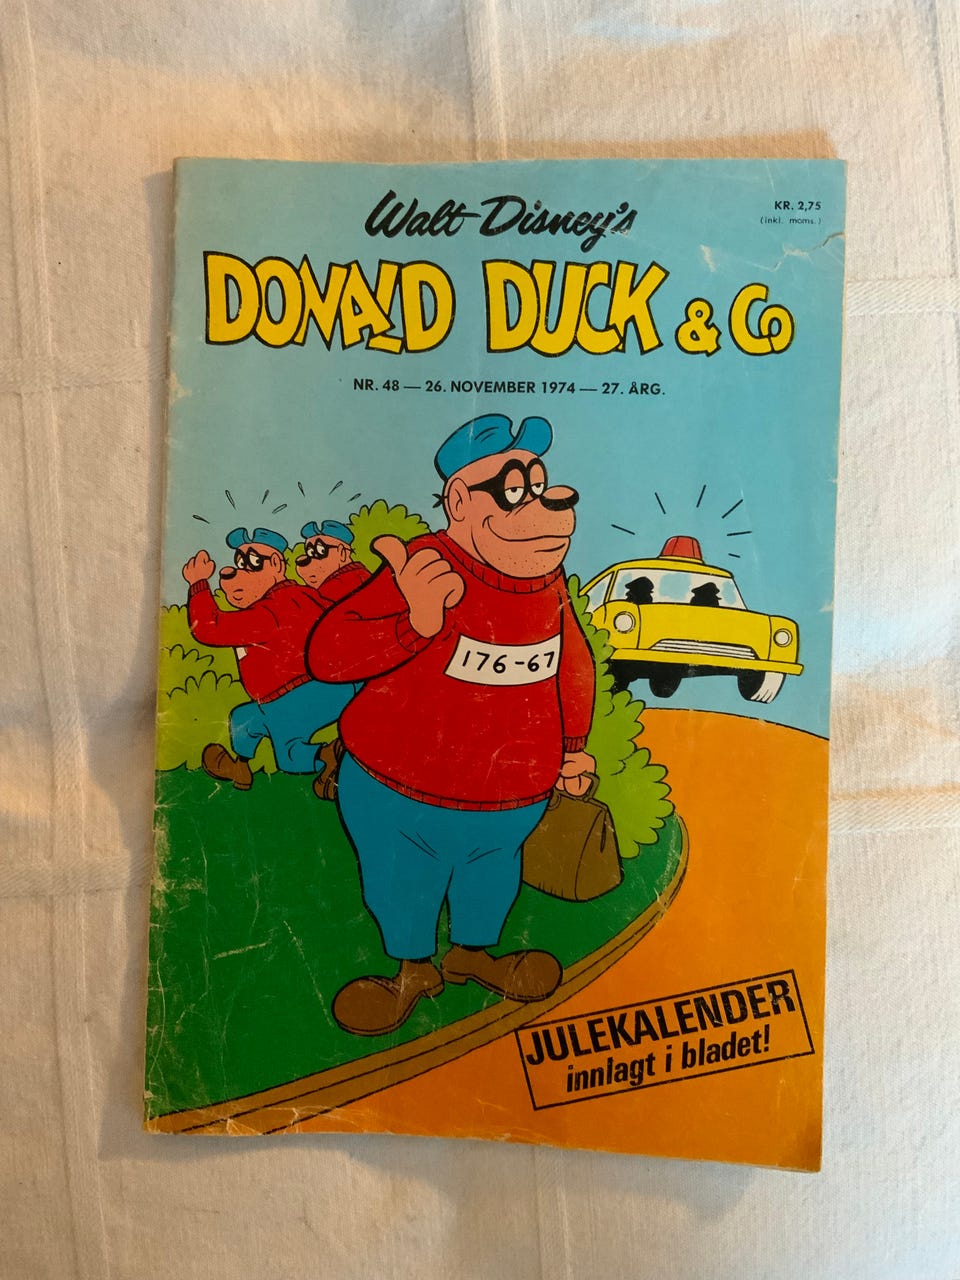 Walt Disney's
KR. 2,75
(inkl. moms.)
DONALD DUCK & Co
NR. 48 — 26. NOVEMBER 1974 — 27. ÅRG.
176-67
JULEKALENDER
innlagt i bladet!